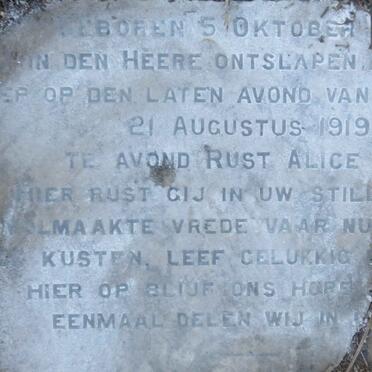 GEBOREN 5 OKTOBER
IN DEN HEERE ONTSLAPEN
OP DEN LATEN AVOND VAN
21 AUGUSTUS 1919
TE AVOND RUST ALICE
HIER RUST GIJ IN UW STIL
VOLMAAKTE VREDE VAAR NU
KUSTEN, LEEF GELUKKIG
HIER OP BLIJF ONS HOPE
EENMAAL DELEN WIJ IN